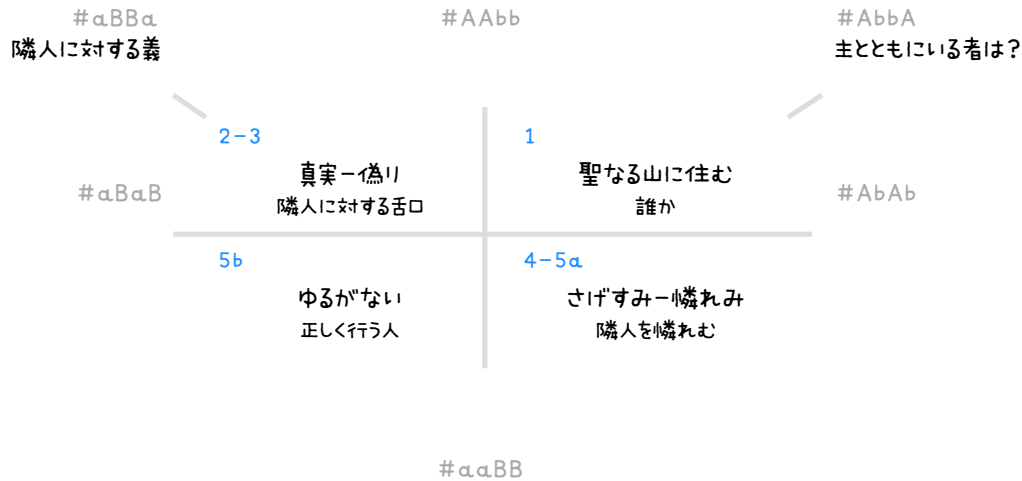 #aBBa
隣人に対する義
#AAbb
#AbbA
主とともにいる者は?
2-3
真実ー偽り
隣人に対する舌口
1
聖なる山に住む
誰か
#aBaB
#AbAb
5b
ゆるがない
正しく行う人
4-5a
さげすみー憐れみ
隣人を憐れむ
#aaBB